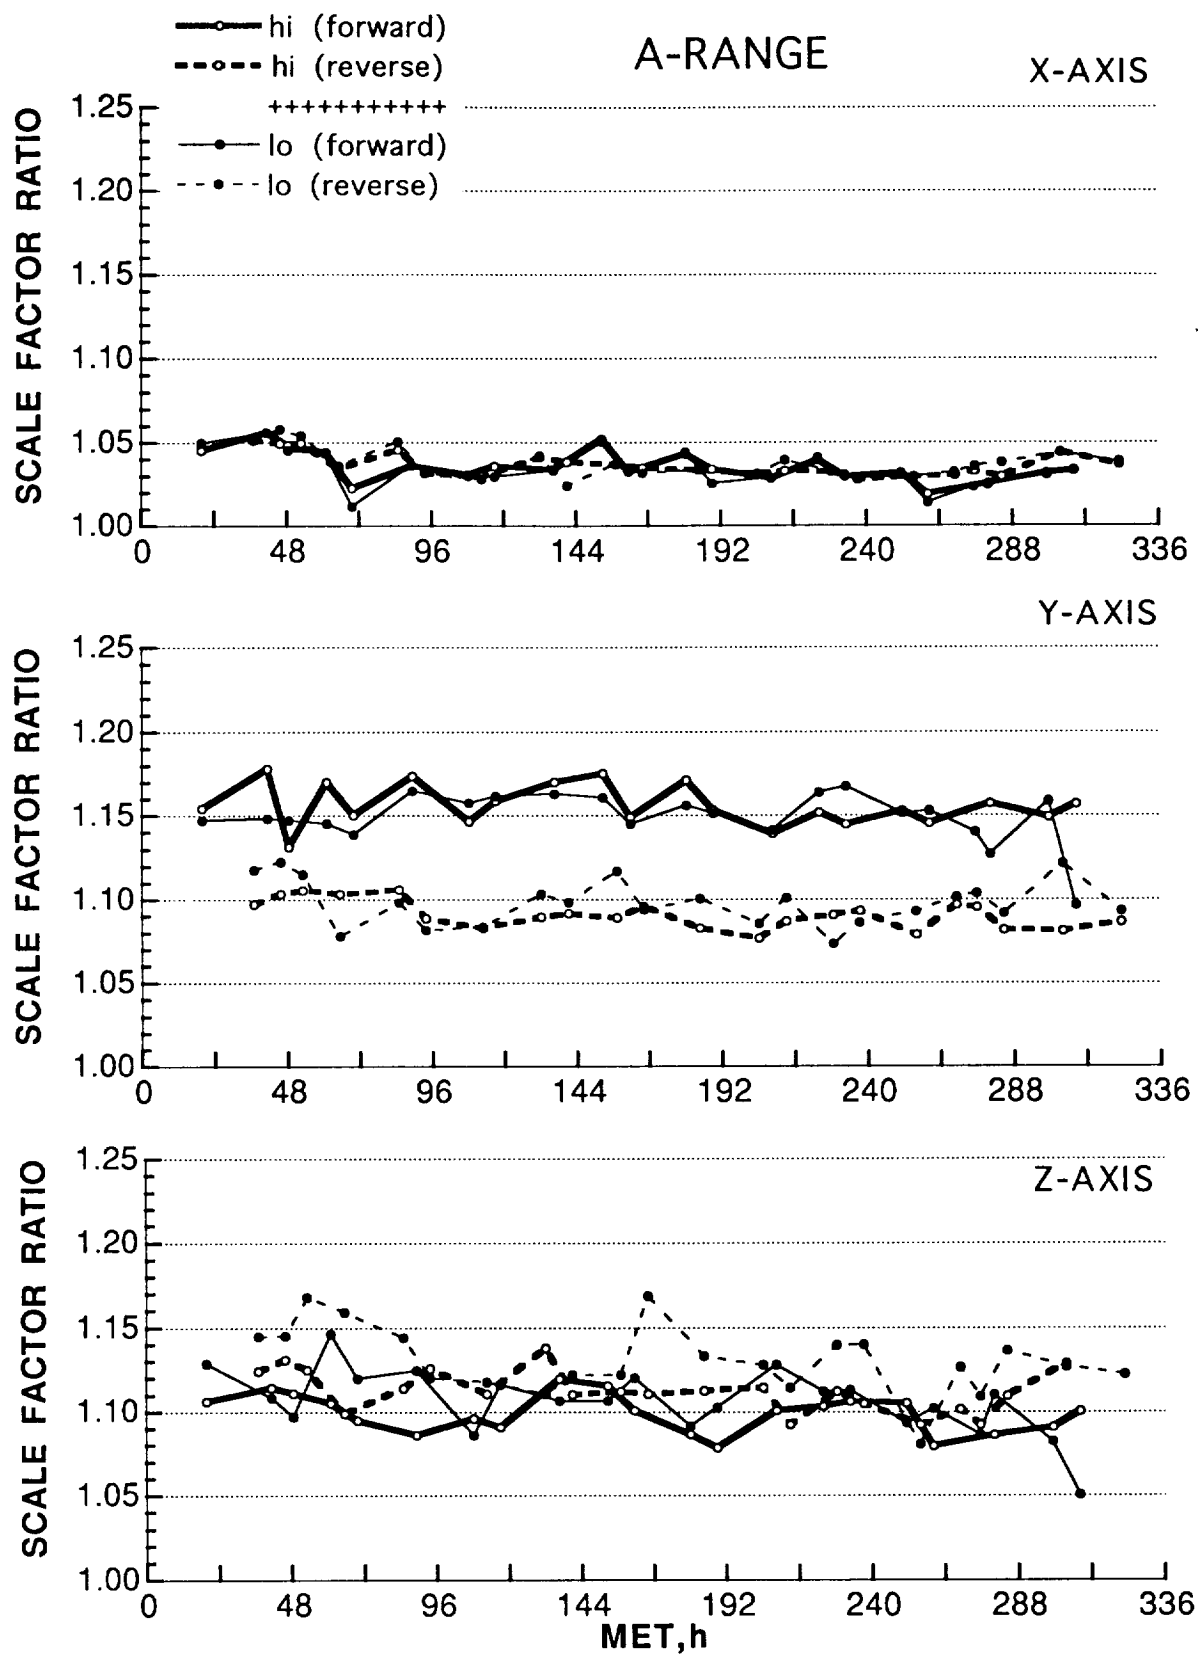 hi (forward)
A-RANGE
hi (reverse)
X-AXIS
+++++++++++
lo (forward)
lo (reverse)
SCALE FACTOR RATIO
1.25
1.20
1.15
1.10
1.05
1.00
0 48 96 144 192 240 288 336
Y-AXIS
SCALE FACTOR RATIO
1.25
1.20
1.15
1.10
1.05
1.00
0 48 96 144 192 240 288 336
Z-AXIS
SCALE FACTOR RATIO
1.25
1.20
1.15
1.10
1.05
1.00
0 48 96 144 192 240 288 336
MET,h